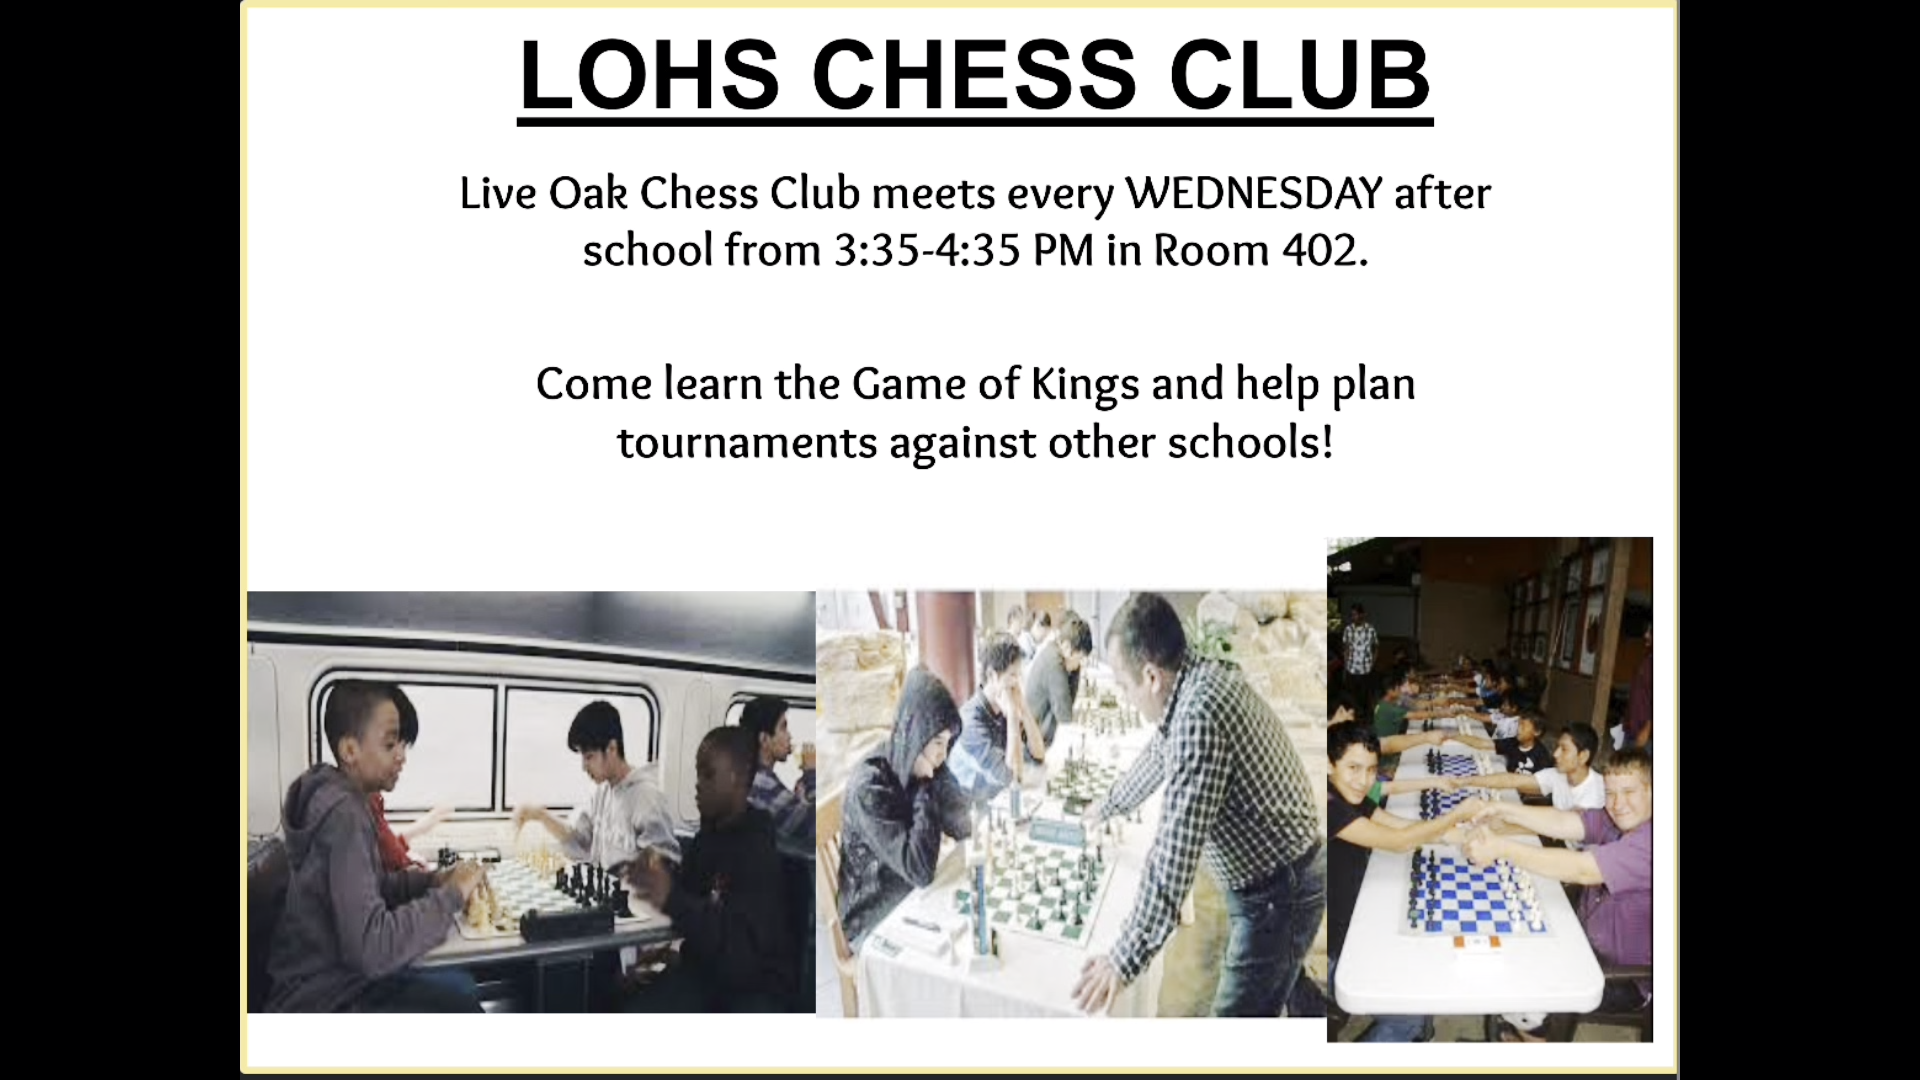 LOHS CHESS CLUB
Live Oak Chess Club meets every WEDNESDAY after
school from 3:35-4:35 PM in Room 402.
Come learn the Game of Kings and help plan
tournaments against other schools!